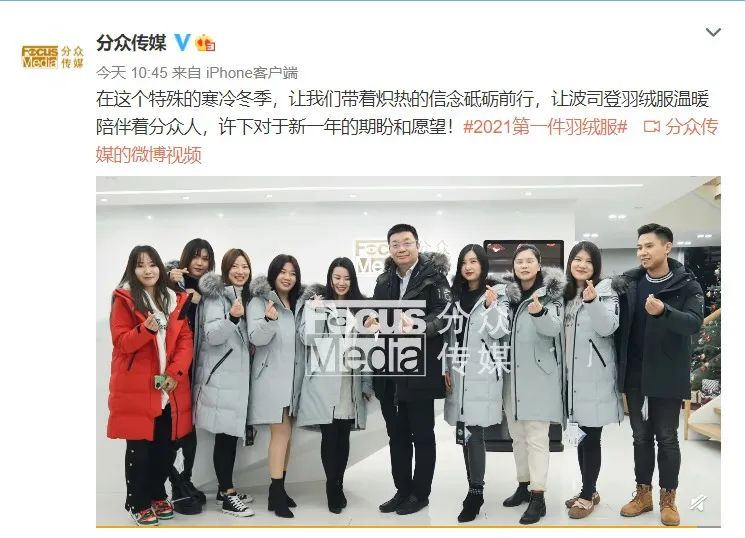 Focus 分众
Media 传媒
分众传媒
今天 10:45 来自 iPhone客户端
在这个特殊的寒冷冬季，让我们带着炽热的信念砥砺前行，让波司登羽绒服温暖
陪伴着分众人，许下对于新一年的期盼和愿望！#2021第一件羽绒服# 分众传
媒的微博视频
Focus 分众
Media
Focus 分众
Media 传媒